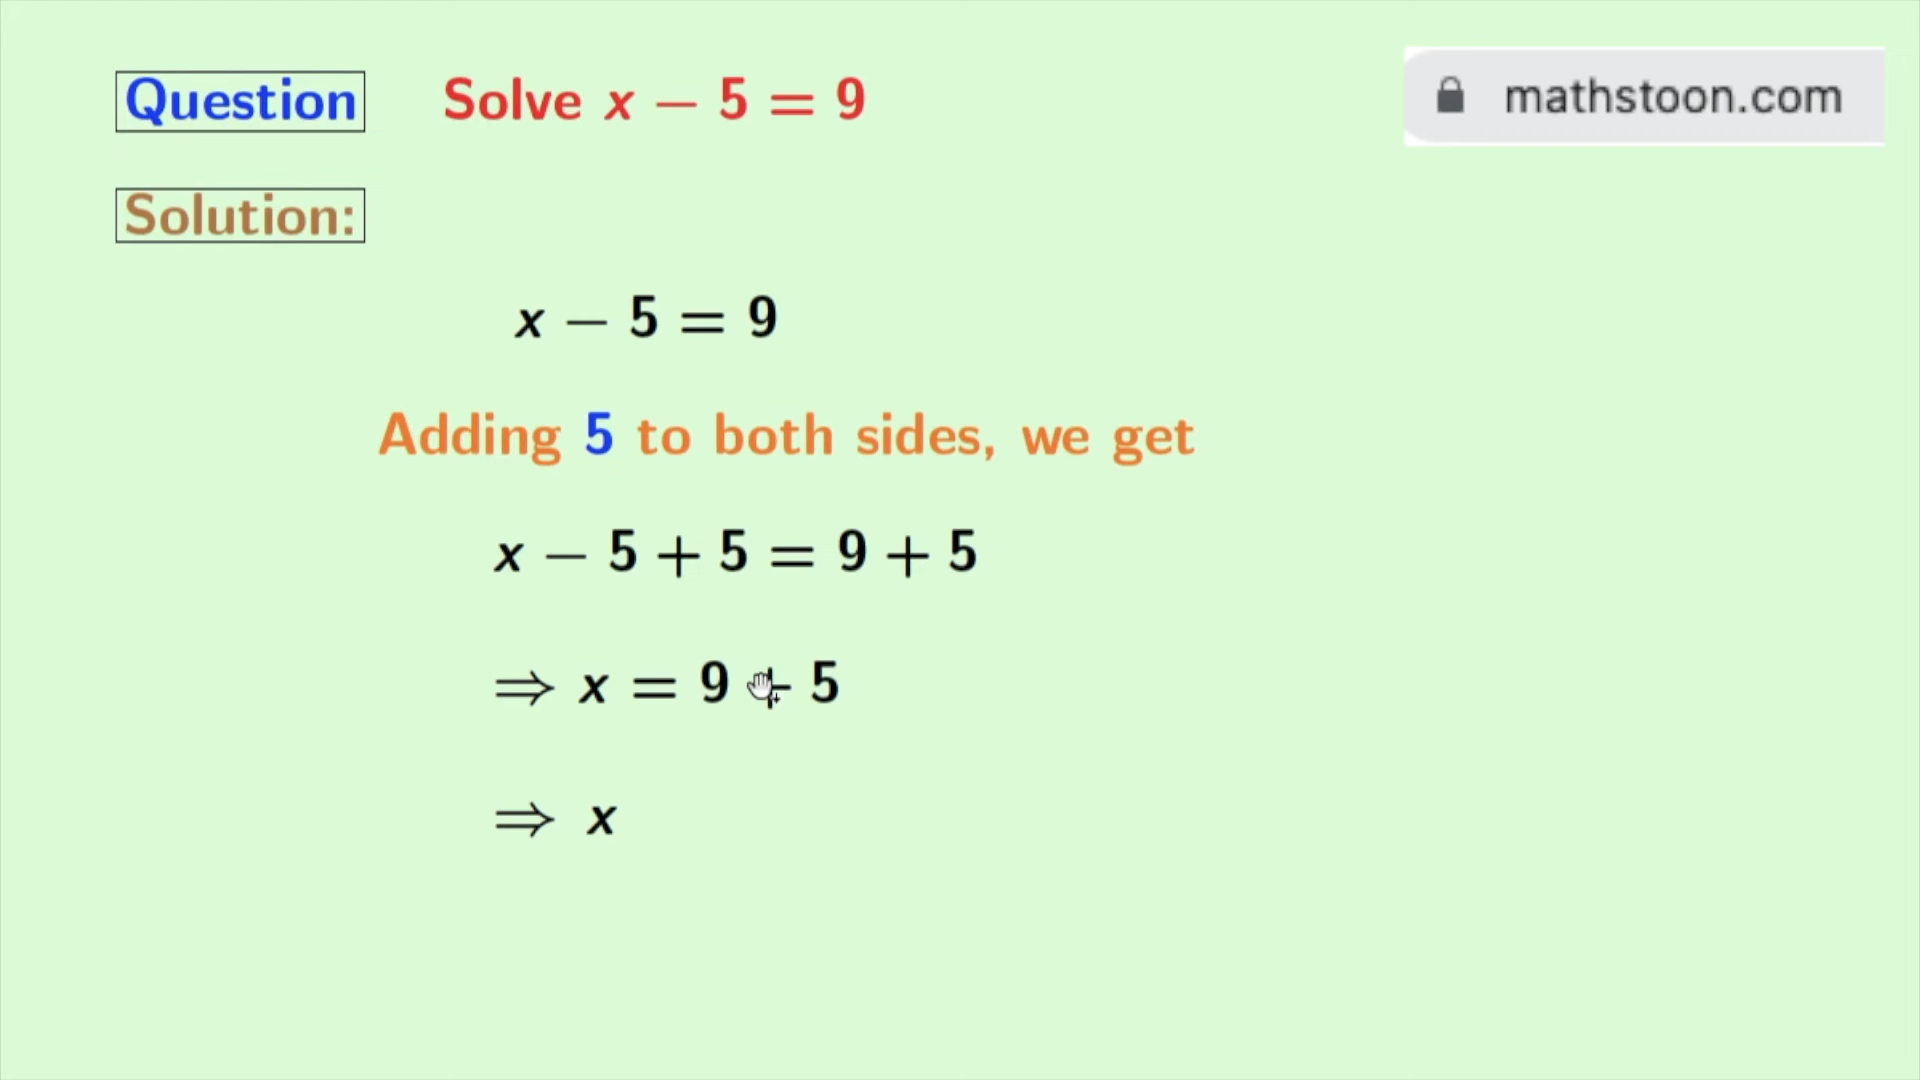 Question Solve x − 5 = 9
mathstoon.com
Solution:
x − 5 = 9
Adding 5 to both sides, we get
x − 5 + 5 = 9 + 5
⇒ x = 9 + 5
⇒ x